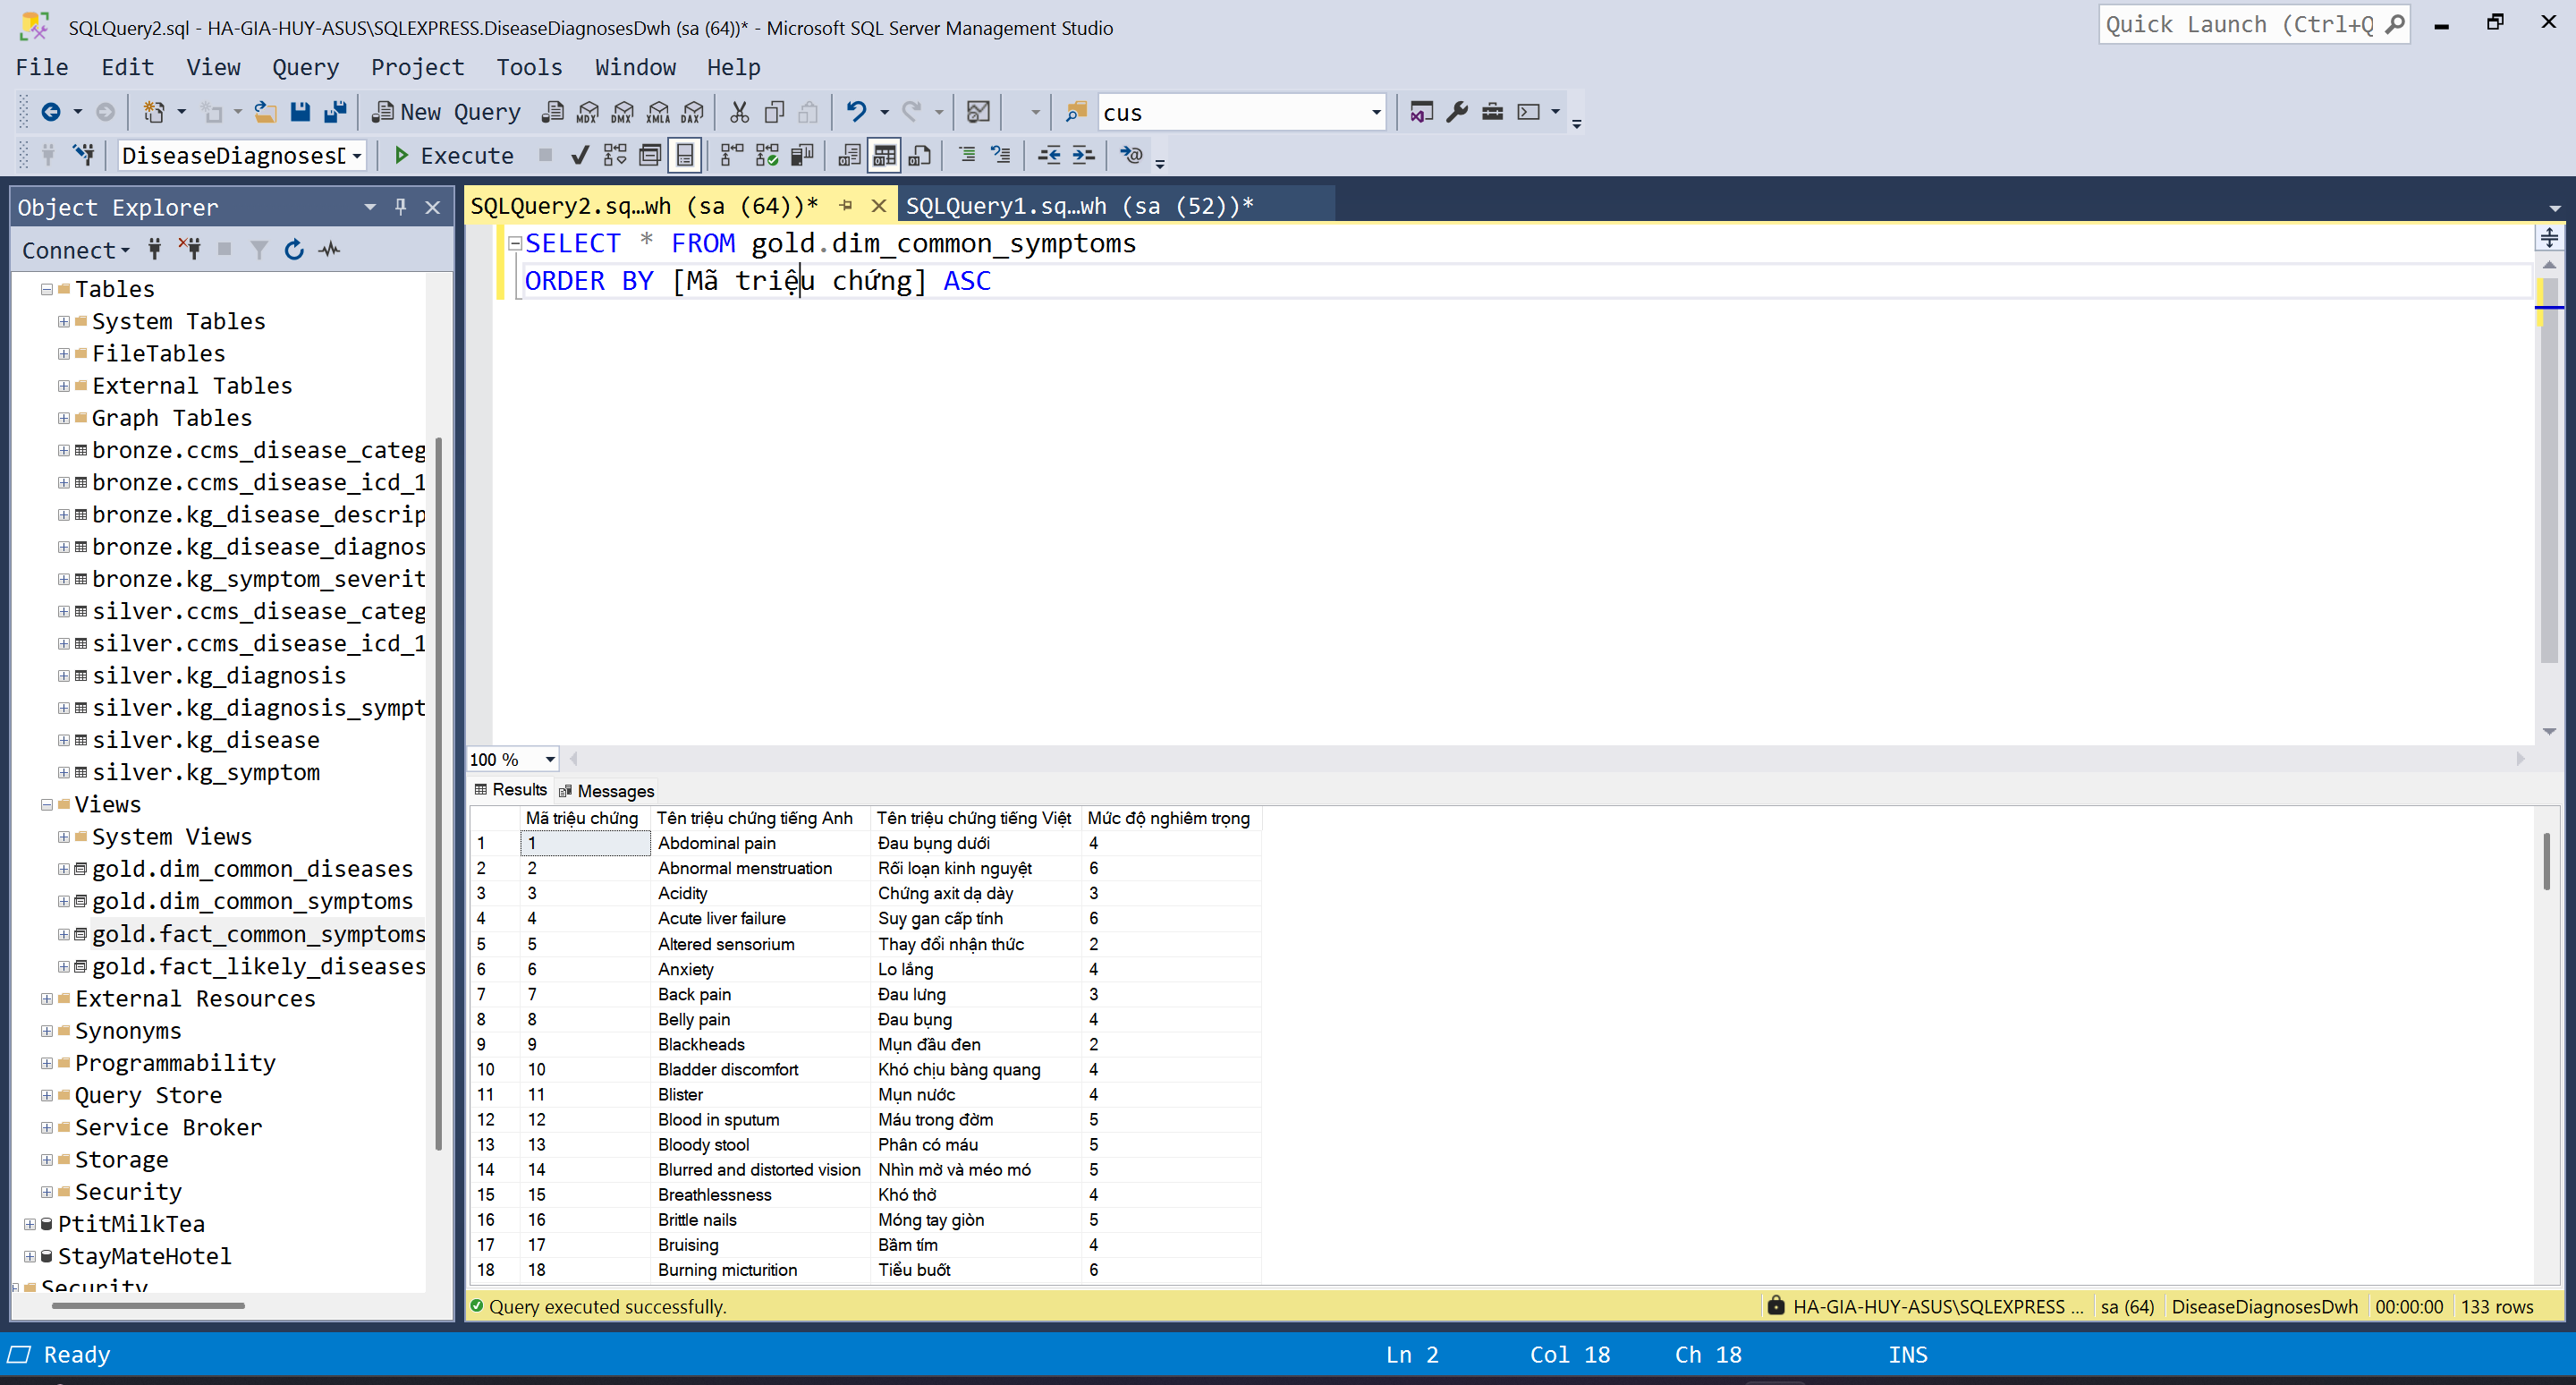 SQLQuery2.sql - HA-GIA-HUY-ASUS\SQLEXPRESS.DiseaseDiagnosesDwh (sa (64))* - Microsoft SQL Server Management Studio
Quick Launch (Ctrl+Q
File Edit View Query Project Tools Window Help
New Query MDX DMX XMLA DAX cus
DiseaseDiagnosesD Execute
Object Explorer
SQLQuery2.sq...wh (sa (64))* SQLQuery1.sq...wh (sa (52))*
Connect
SELECT * FROM gold.dim_common_symptoms
ORDER BY [Mã triệu chứng] ASC
Tables
System Tables
FileTables
External Tables
Graph Tables
bronze.ccms_disease_categ
bronze.ccms_disease_icd_1
bronze.kg_disease_descrip
bronze.kg_disease_diagnos
bronze.kg_symptom_severit
silver.ccms_disease_categ
silver.ccms_disease_icd_1
silver.kg_diagnosis
silver.kg_diagnosis_sympt
silver.kg_disease
silver.kg_symptom
Views
System Views
gold.dim_common_diseases
gold.dim_common_symptoms
gold.fact_common_symptoms
gold.fact_likely_diseases
External Resources
Synonyms
Programmability
Query Store
Service Broker
Storage
Security
PtitMilkTea
StayMateHotel
Security
100 %
Results Messages
Mã triệu chứng Tên triệu chứng tiếng Anh Tên triệu chứng tiếng Việt Mức độ nghiêm trọng
1 1 Abdominal pain Đau bụng dưới 4
2 2 Abnormal menstruation Rối loạn kinh nguyệt 6
3 3 Acidity Chứng axit dạ dày 3
4 4 Acute liver failure Suy gan cấp tính 6
5 5 Altered sensorium Thay đổi nhận thức 2
6 6 Anxiety Lo lắng 4
7 7 Back pain Đau lưng 3
8 8 Belly pain Đau bụng 4
9 9 Blackheads Mụn đầu đen 2
10 10 Bladder discomfort Khó chịu bàng quang 4
11 11 Blister Mụn nước 4
12 12 Blood in sputum Máu trong đờm 5
13 13 Bloody stool Phân có máu 5
14 14 Blurred and distorted vision Nhìn mờ và méo mó 5
15 15 Breathlessness Khó thở 4
16 16 Brittle nails Móng tay giòn 5
17 17 Bruising Bầm tím 4
18 18 Burning micturition Tiểu buốt 6
Query executed successfully. HA-GIA-HUY-ASUS\SQLEXPRESS ... sa (64) DiseaseDiagnosesDwh 00:00:00 133 rows
Ready Ln 2 Col 18 Ch 18 INS